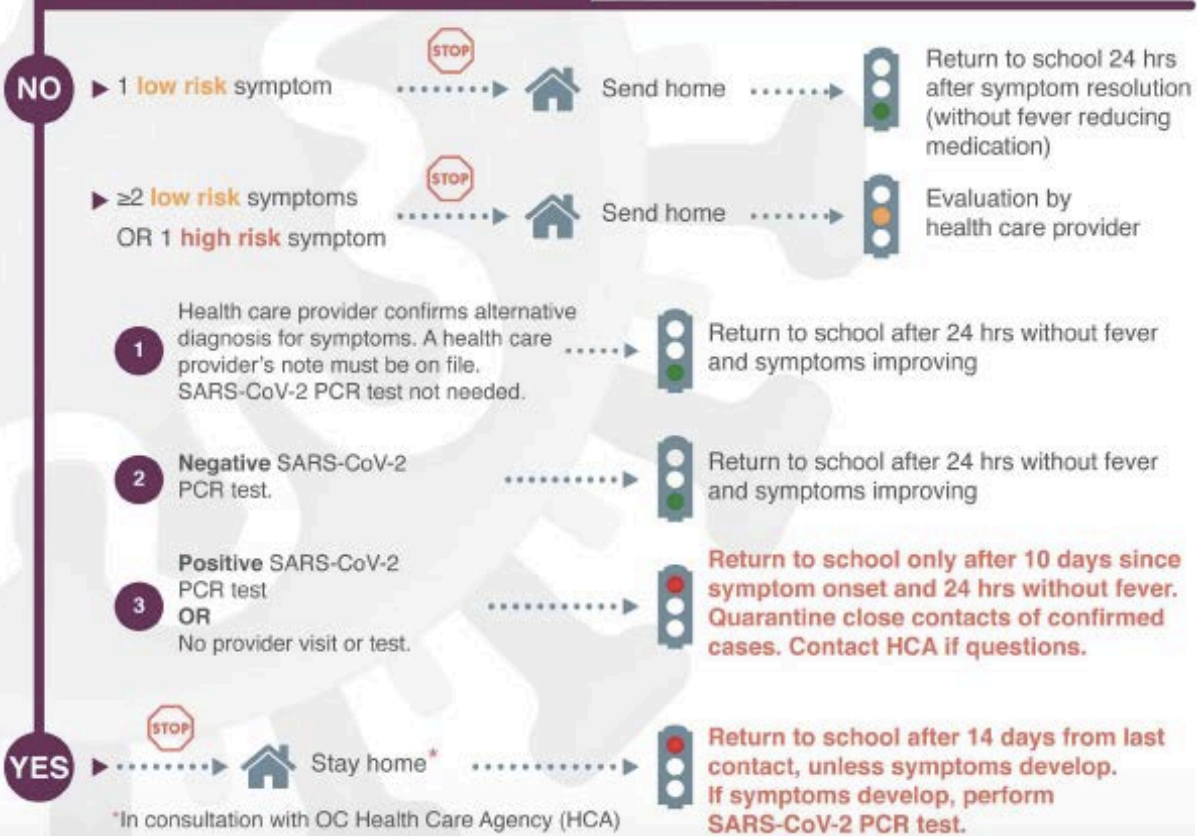 NO
1 low risk symptom
STOP
Send home
Return to school 24 hrs
after symptom resolution
(without fever reducing
medication)
≥2 low risk symptoms
OR 1 high risk symptom
STOP
Send home
Evaluation by
health care provider
1
Health care provider confirms alternative
diagnosis for symptoms. A health care
provider's note must be on file.
SARS-CoV-2 PCR test not needed.
Return to school after 24 hrs without fever
and symptoms improving
2
Negative SARS-CoV-2
PCR test.
Return to school after 24 hrs without fever
and symptoms improving
3
Positive SARS-CoV-2
PCR test
OR
No provider visit or test.
Return to school only after 10 days since
symptom onset and 24 hrs without fever.
Quarantine close contacts of confirmed
cases. Contact HCA if questions.
YES
STOP
Stay home*
Return to school after 14 days from last
contact, unless symptoms develop.
If symptoms develop, perform
SARS-CoV-2 PCR test.
*In consultation with OC Health Care Agency (HCA)